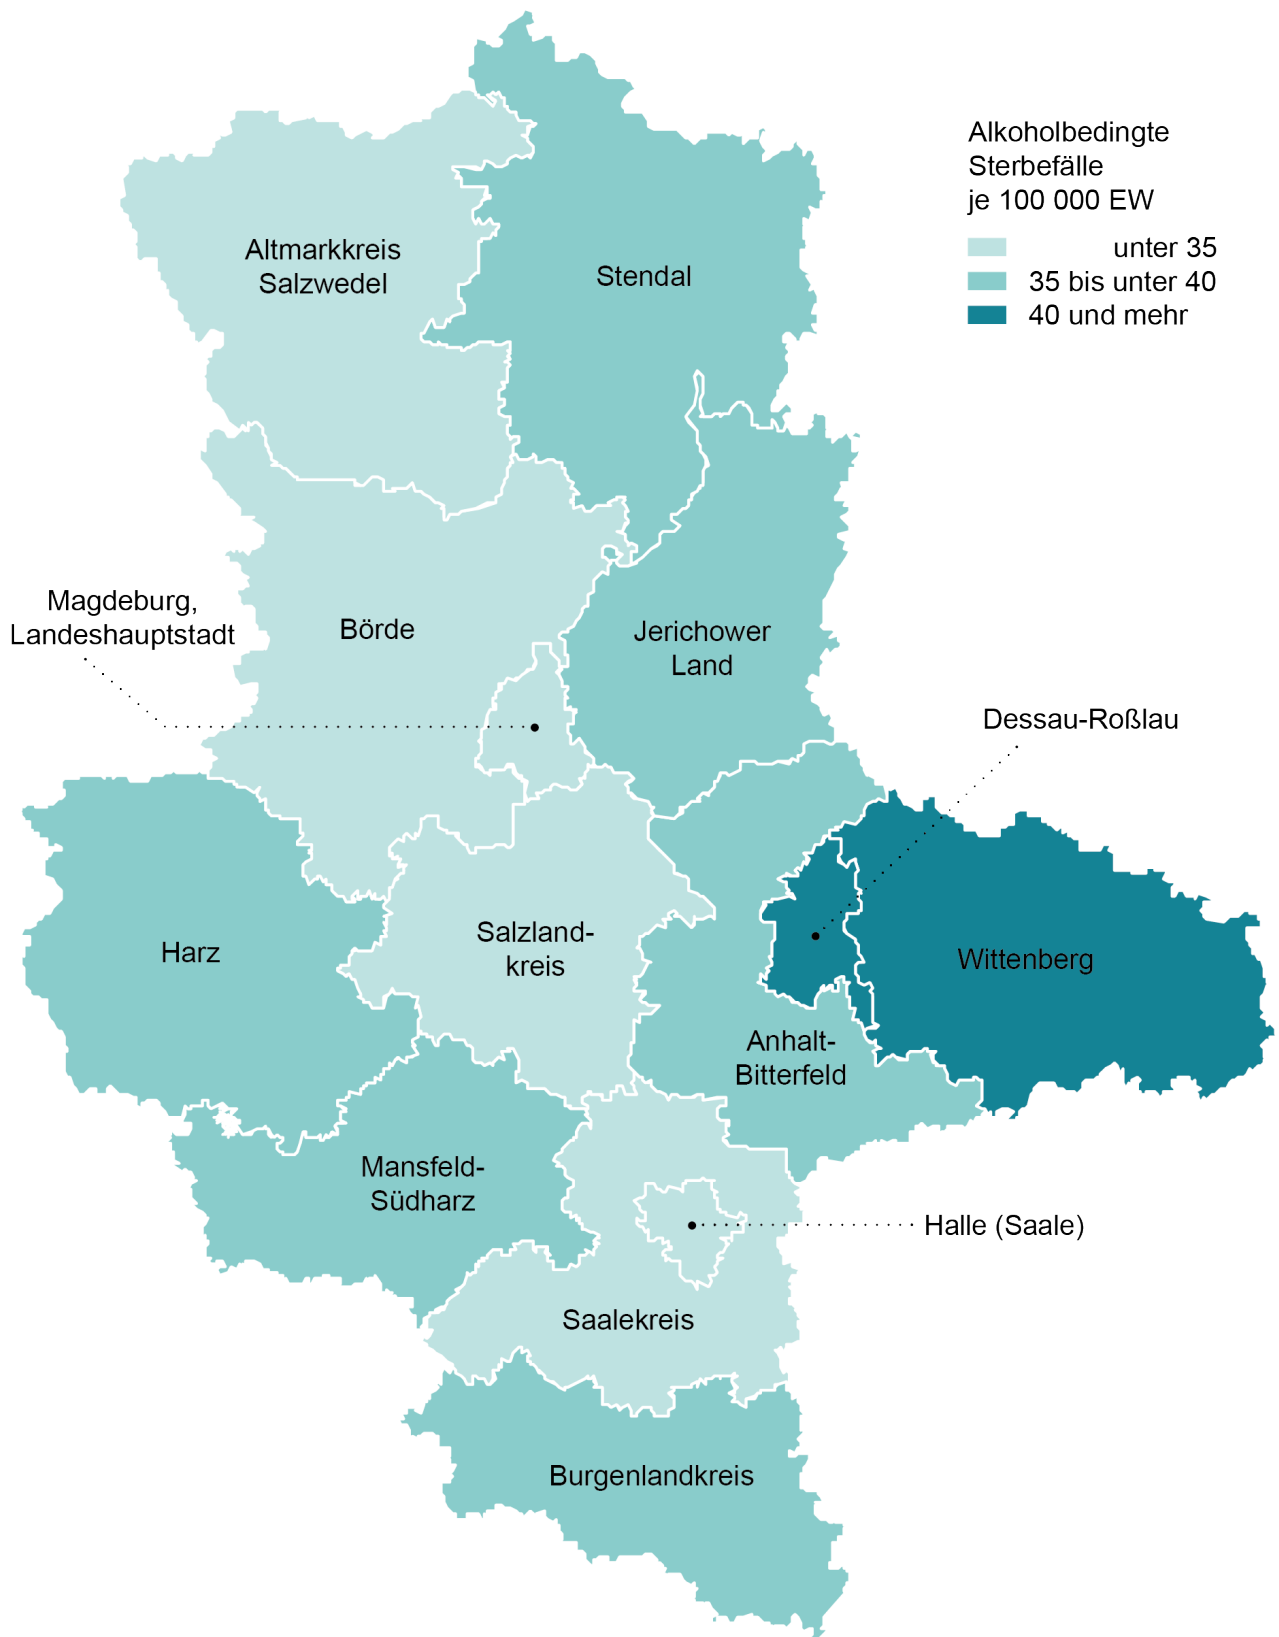 Alkoholbedingte
Sterbefälle
je 100 000 EW
unter 35
35 bis unter 40
40 und mehr
Altmarkkreis
Salzwedel
Stendal
Magdeburg,
Landeshauptstadt
Börde
Jerichower
Land
Dessau-Roßlau
Harz
Salzland-
kreis
Wittenberg
Anhalt-
Bitterfeld
Mansfeld-
Südharz
Halle (Saale)
Saalekreis
Burgenlandkreis